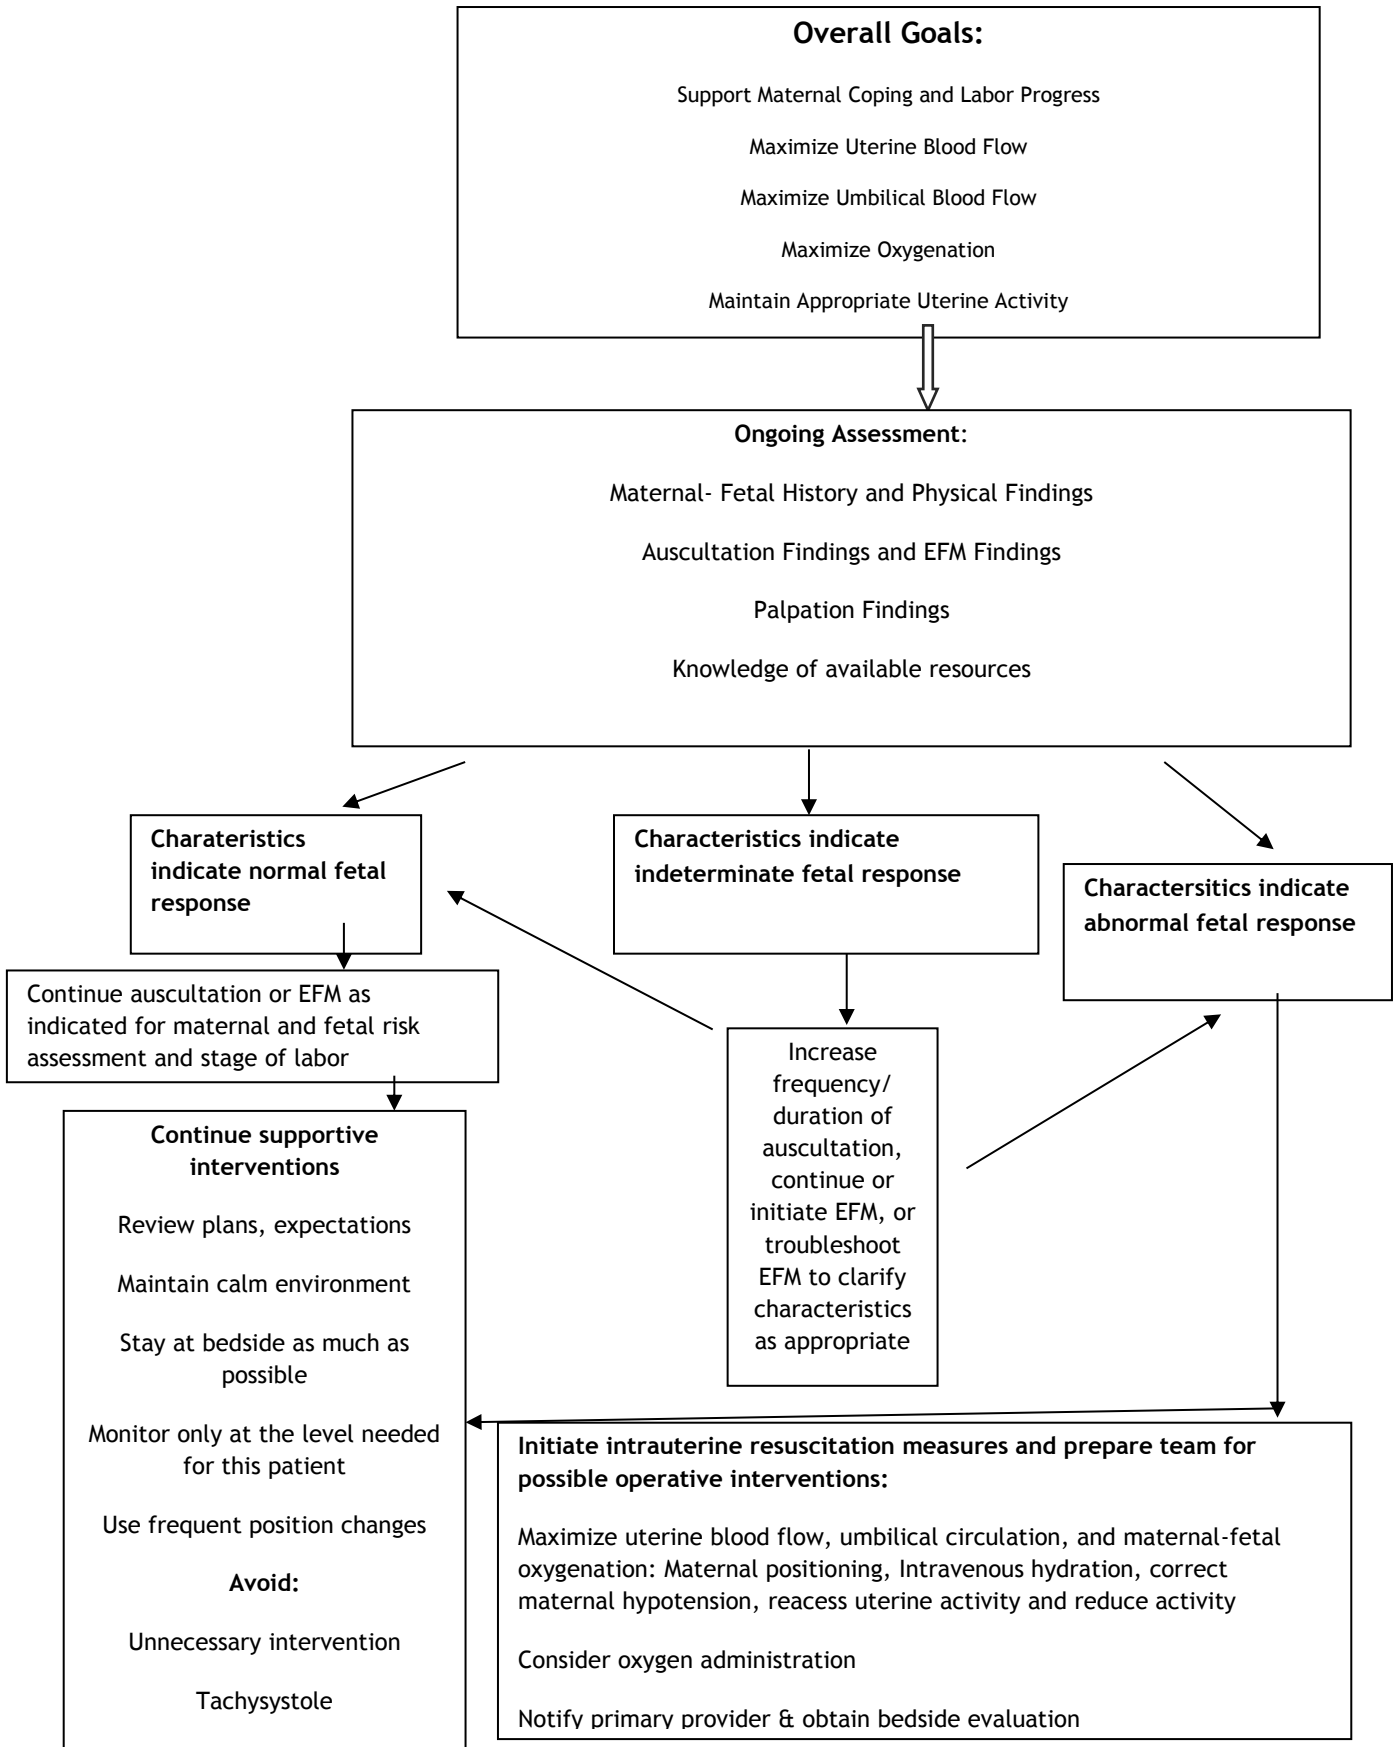 Overall Goals:
Support Maternal Coping and Labor Progress
Maximize Uterine Blood Flow
Maximize Umbilical Blood Flow
Maximize Oxygenation
Maintain Appropriate Uterine Activity
Ongoing Assessment:
Maternal- Fetal History and Physical Findings
Auscultation Findings and EFM Findings
Palpation Findings
Knowledge of available resources
Charateristics
indicate normal fetal
response
Characteristics indicate
indeterminate fetal response
Charactersitics indicate
abnormal fetal response
Continue auscultation or EFM as
indicated for maternal and fetal risk
assessment and stage of labor
Increase
frequency/
duration of
auscultation,
continue or
initiate EFM, or
troubleshoot
EFM to clarify
characteristics
as appropriate
Continue supportive
interventions
Review plans, expectations
Maintain calm environment
Stay at bedside as much as
possible
Monitor only at the level needed
for this patient
Use frequent position changes
Avoid:
Unnecessary intervention
Tachysystole
Initiate intrauterine resuscitation measures and prepare team for
possible operative interventions:
Maximize uterine blood flow, umbilical circulation, and maternal-fetal
oxygenation: Maternal positioning, Intravenous hydration, correct
maternal hypotension, reacess uterine activity and reduce activity
Consider oxygen administration
Notify primary provider & obtain bedside evaluation